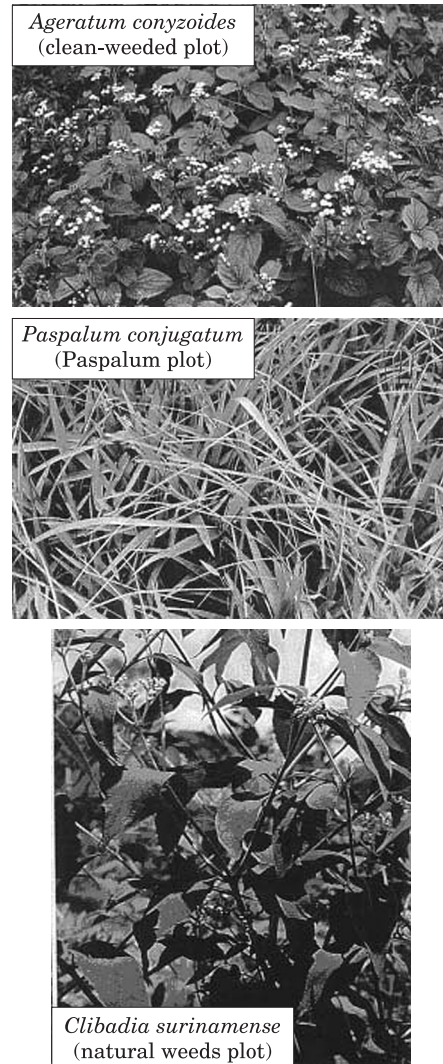 Ageratum conyzoides
(clean-weeded plot)
Paspalum conjugatum
(Paspalum plot)
Clibadia surinamense
(natural weeds plot)